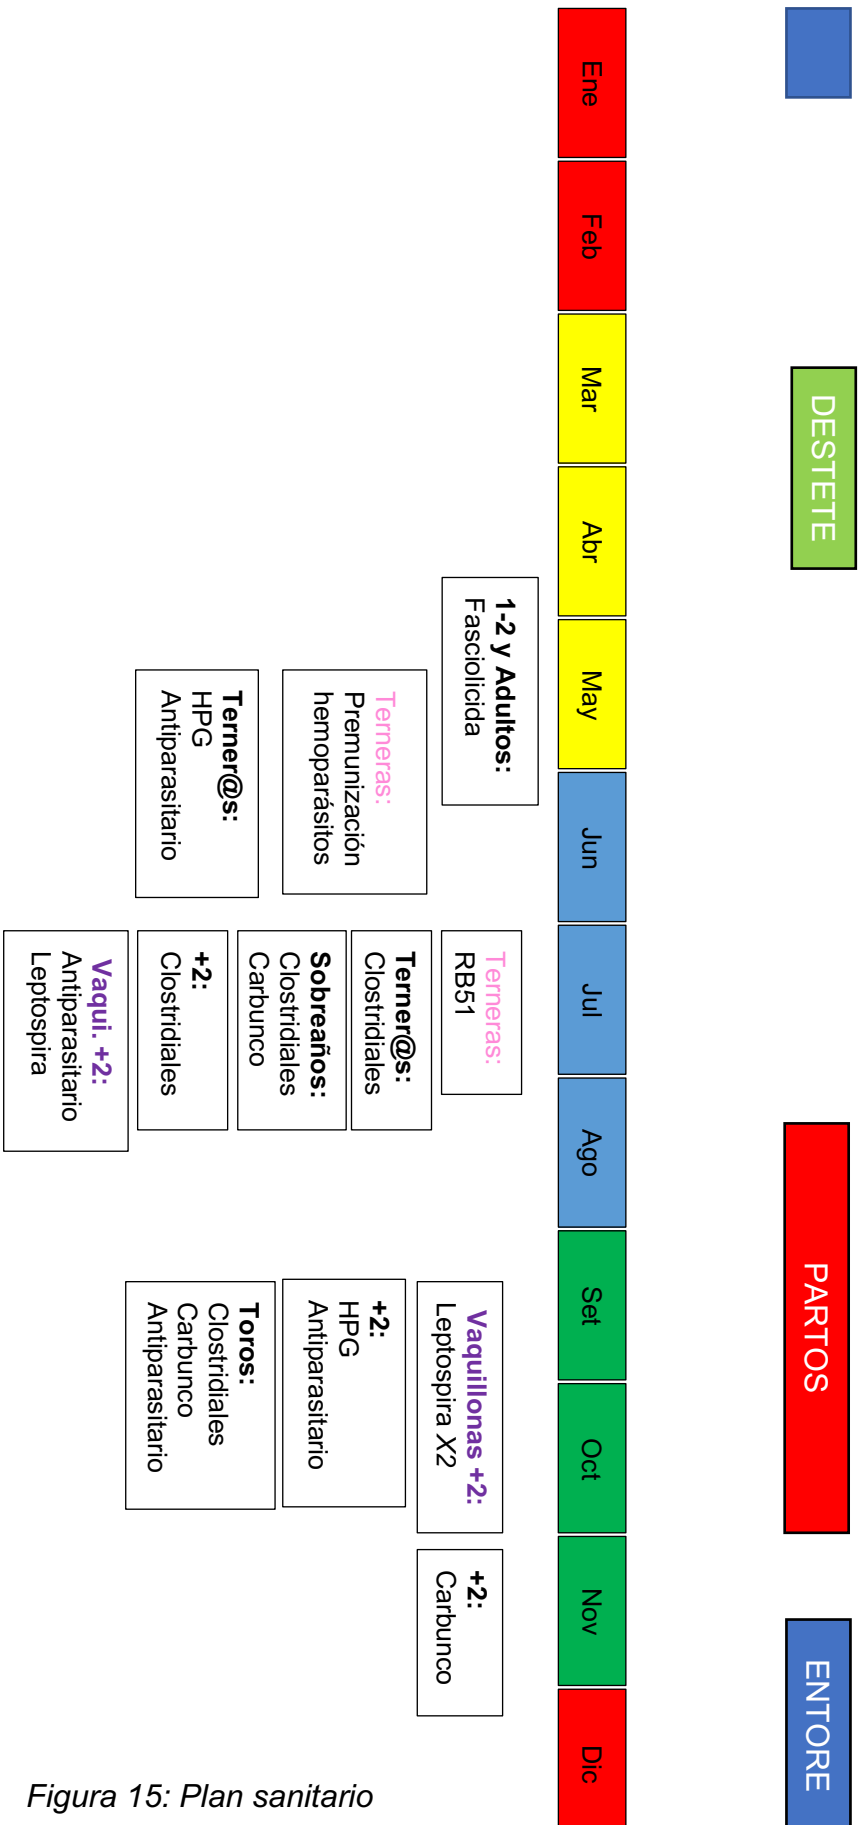 DESTETE
PARTOS
ENTORE
Ene
Feb
Mar
Abr
May
Jun
Jul
Ago
Set
Oct
Nov
Dic
1-2 y Adultos:
Fasciolicida
Terneras:
Premunización
hemoparásitos
Terner@s:
HPG
Antiparasitario
Terneras:
RB51
Terner@s:
Clostridiales
Sobreaños:
Clostridiales
Carbunco
+2:
Clostridiales
Vaqui. +2:
Antiparasitario
Leptospira
Vaquillonas +2:
Leptospira X2
+2:
HPG
Antiparasitario
Toros:
Clostridiales
Carbunco
Antiparasitario
+2:
Carbunco
Figura 15: Plan sanitario